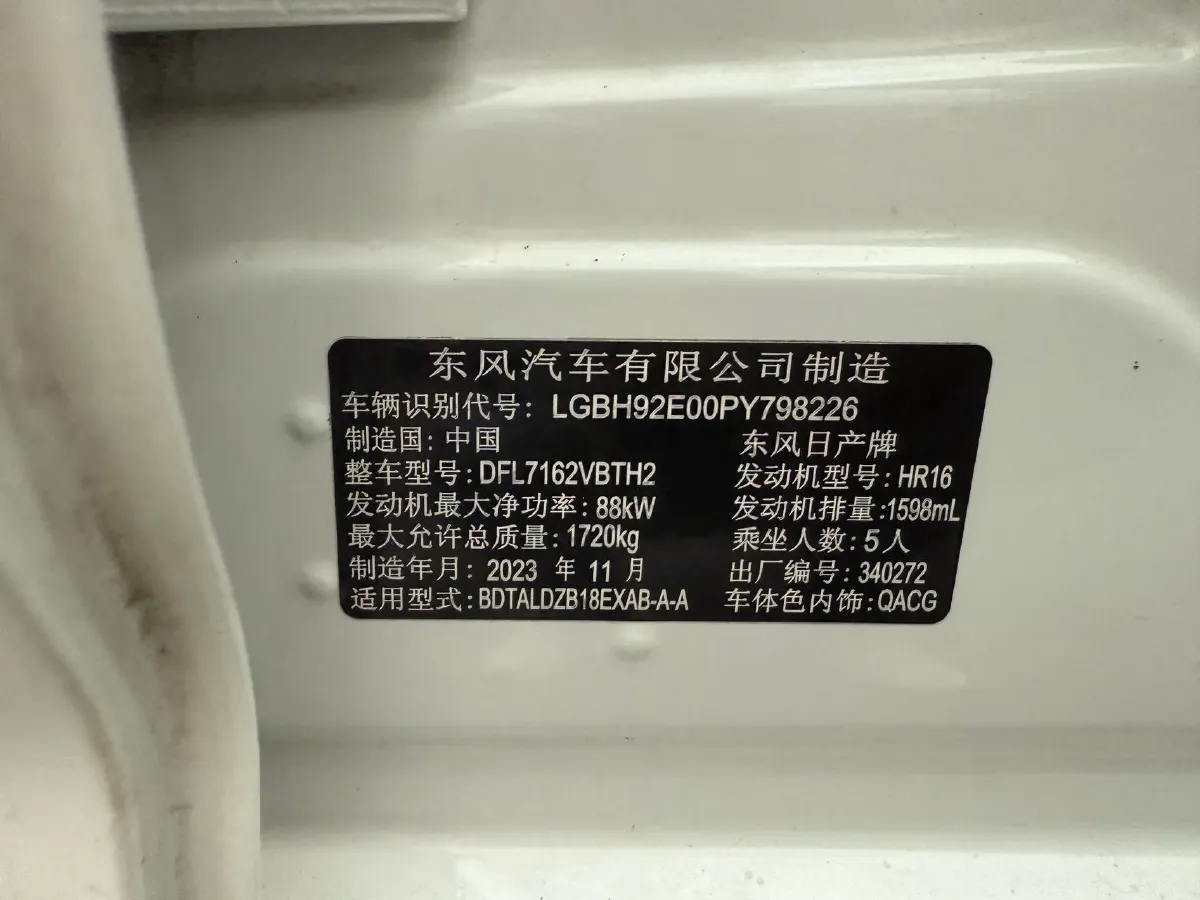 东风汽车有限公司制造
车辆识别代号: LGBH92E00PY798226
制造国: 中国 东风日产牌
整车型号: DFL7162VBTH2 发动机型号: HR16
发动机最大净功率: 88kW 发动机排量: 1598mL
最大允许总质量: 1720kg 乘坐人数: 5人
制造年月: 2023 年 11 月 出厂编号: 340272
适用型式: BDTALDZB18EXAB-A-A 车体色内饰: QACG